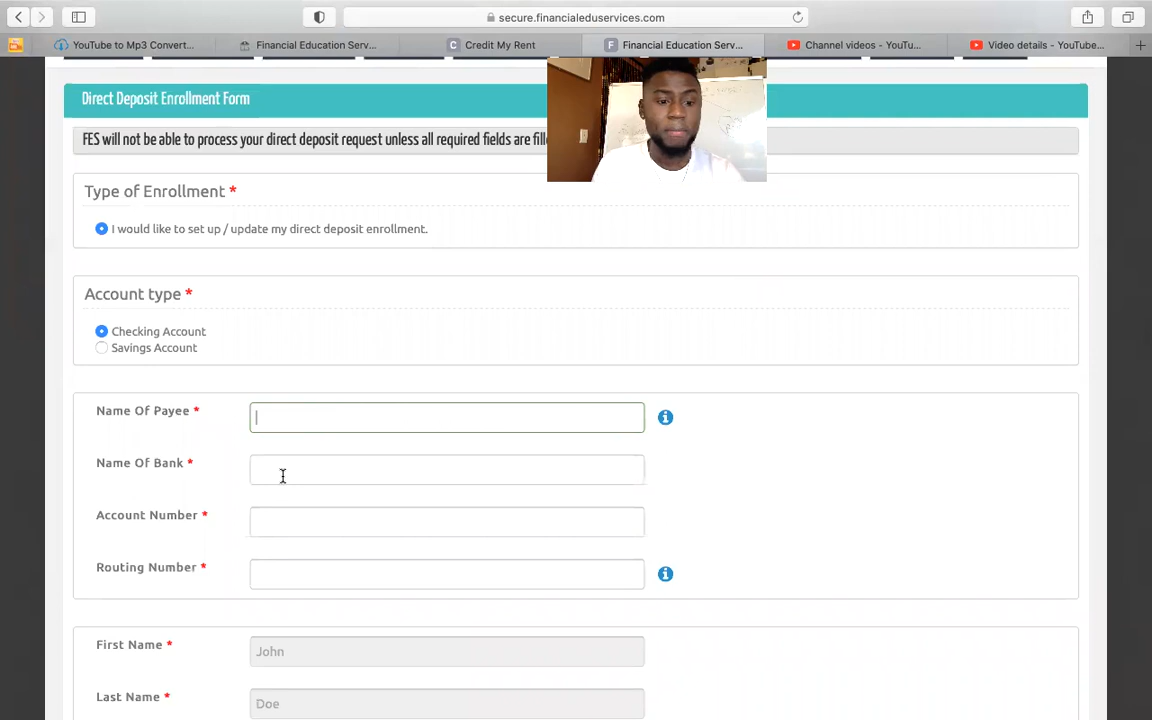 secure.financialeduservices.com
YouTube to Mp3 Convert...
Financial Education Serv...
C Credit My Rent
F Financial Education Serv...
Channel videos - YouTu...
Video details - YouTube...
Direct Deposit Enrollment Form
FES will not be able to process your direct deposit request unless all required fields are fill
Type of Enrollment *
I would like to set up / update my direct deposit enrollment.
Account type *
Checking Account
Savings Account
Name Of Payee *
Name Of Bank *
Account Number *
Routing Number *
First Name *
John
Last Name *
Doe